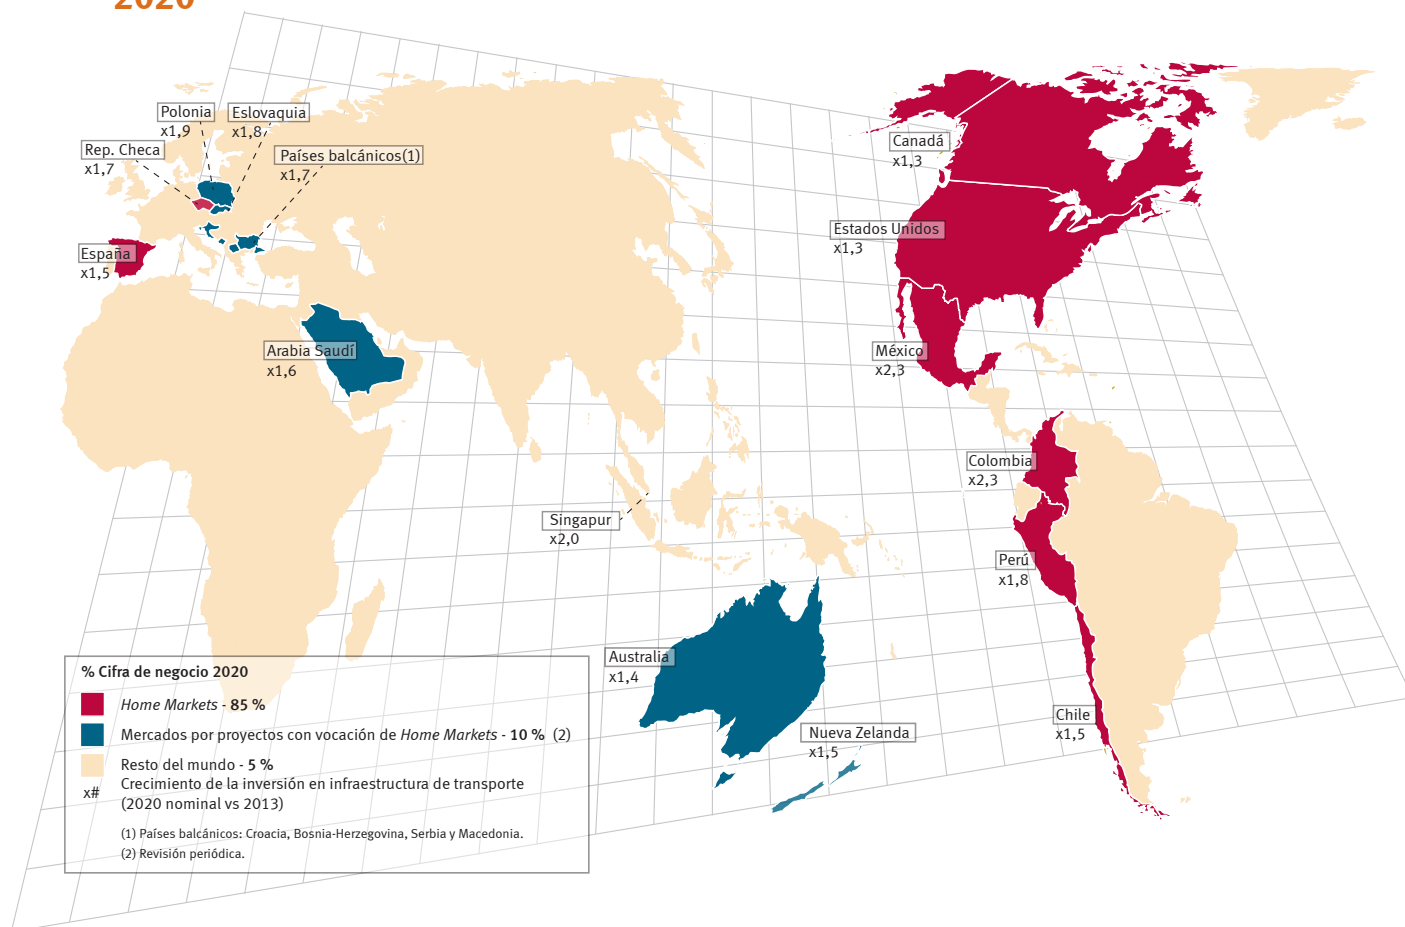 2020
Polonia
x1,9
Eslovaquia
x1,8
Rep. Checa
x1,7
Países balcánicos(1)
x1,7
España
x1,5
Arabia Saudí
x1,6
Canadá
x1,3
Estados Unidos
x1,3
México
x2,3
Colombia
x2,3
Singapur
x2,0
Perú
x1,8
Australia
x1,4
Chile
x1,5
Nueva Zelanda
x1,5
% Cifra de negocio 2020
Home Markets - 85 %
Mercados por proyectos con vocación de Home Markets - 10 % (2)
Resto del mundo - 5 %
x# Crecimiento de la inversión en infraestructura de transporte
(2020 nominal vs 2013)
(1) Países balcánicos: Croacia, Bosnia-Herzegovina, Serbia y Macedonia.
(2) Revisión periódica.